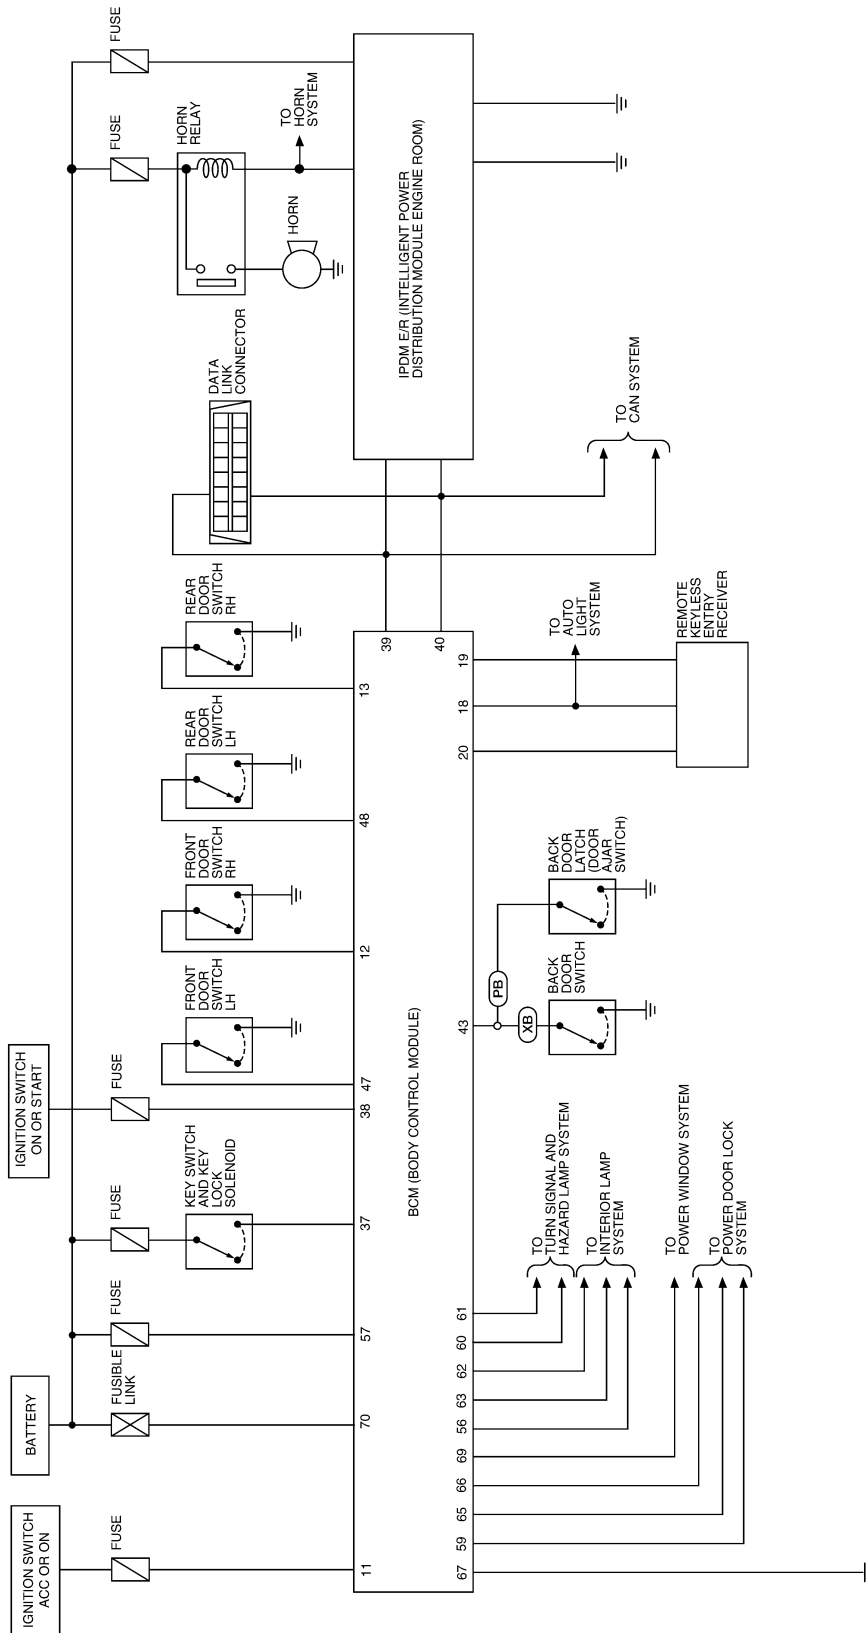 IGNITION SWITCH
ACC OR ON
FUSE
11
BATTERY
FUSIBLE
LINK
70
FUSE
57
FUSE
KEY SWITCH
AND KEY
LOCK
SOLENOID
37
IGNITION SWITCH
ON OR START
FUSE
38
47
FRONT
DOOR
SWITCH
LH
12
FRONT
DOOR
SWITCH
RH
48
REAR
DOOR
SWITCH
LH
13
REAR
DOOR
SWITCH
RH
39
40
DATA
LINK
CONNECTOR
FUSE
HORN
RELAY
HORN
TO
HORN
SYSTEM
FUSE
BCM (BODY CONTROL MODULE)
IPDM E/R (INTELLIGENT POWER
DISTRIBUTION MODULE ENGINE ROOM)
67
59
65
66
69
56
63
62
60
61
TO
TURN SIGNAL AND
HAZARD LAMP SYSTEM
TO
INTERIOR LAMP
SYSTEM
TO
POWER WINDOW SYSTEM
TO
POWER DOOR LOCK
SYSTEM
43
PB
XB
BACK
DOOR
SWITCH
BACK
DOOR
LATCH
(DOOR
AJAR
SWITCH)
20
18
19
TO
AUTO
LIGHT
SYSTEM
REMOTE
KEYLESS
ENTRY
RECEIVER
TO
CAN SYSTEM